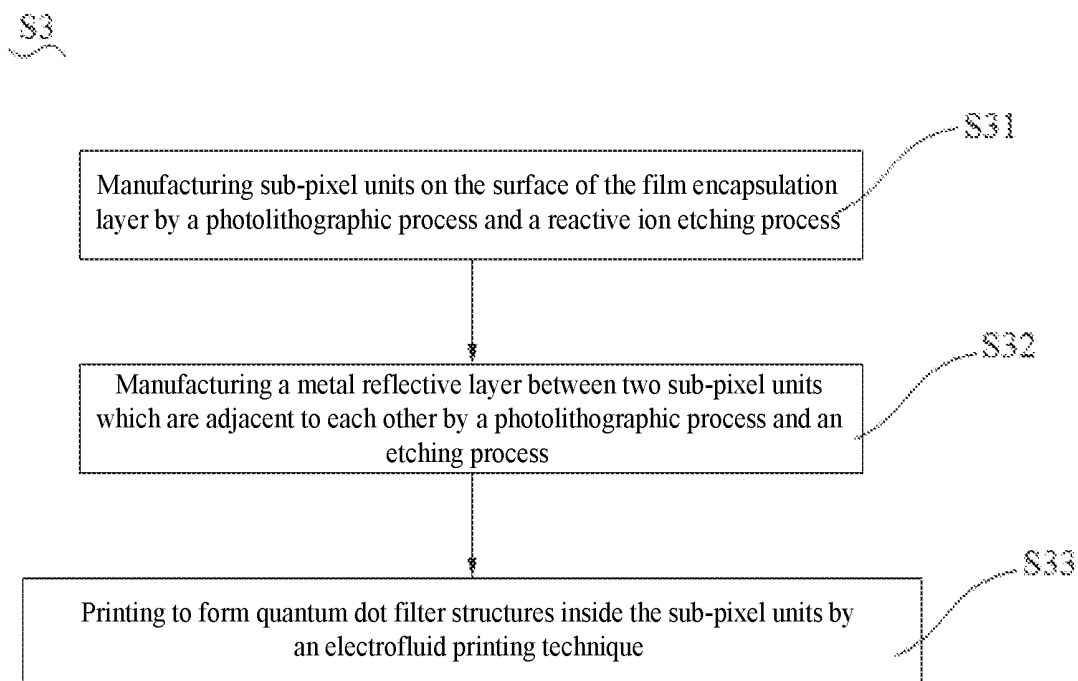 S3
S31
Manufacturing sub-pixel units on the surface of the film encapsulation
layer by a photolithographic process and a reactive ion etching process
S32
Manufacturing a metal reflective layer between two sub-pixel units
which are adjacent to each other by a photolithographic process and an
etching process
S33
Printing to form quantum dot filter structures inside the sub-pixel units by
an electrofluid printing technique